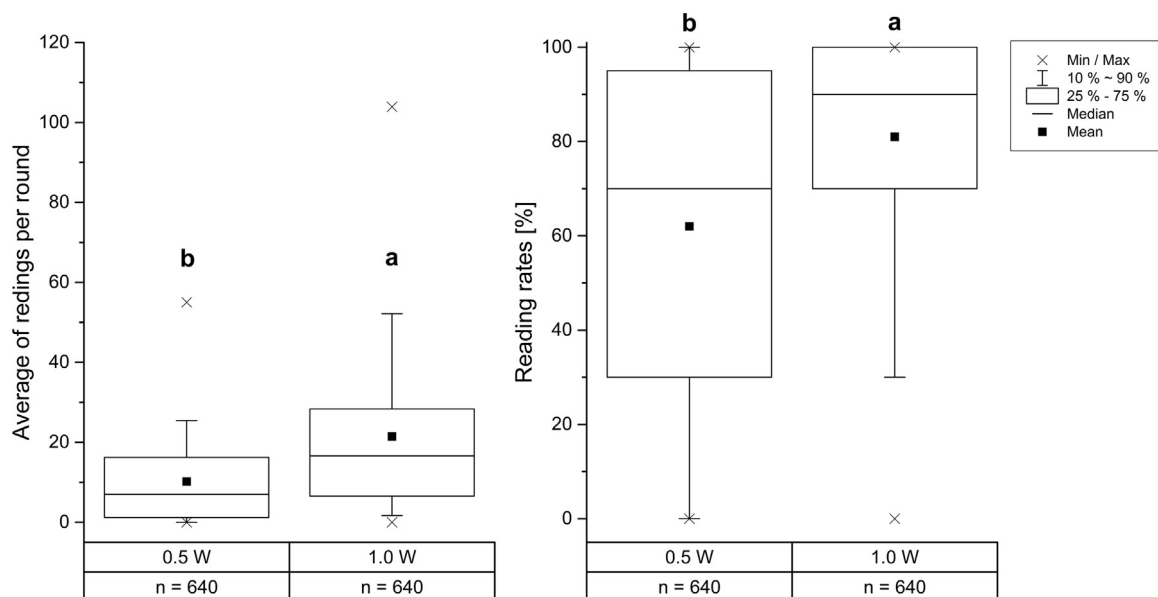 Average of redings per round
120
100
80
60
40
20
0
b
a
0.5 W
1.0 W
n = 640
n = 640
Reading rates [%]
100
80
60
40
20
0
b
a
0.5 W
1.0 W
n = 640
n = 640
Min / Max
10 % ~ 90 %
25 % - 75 %
Median
Mean